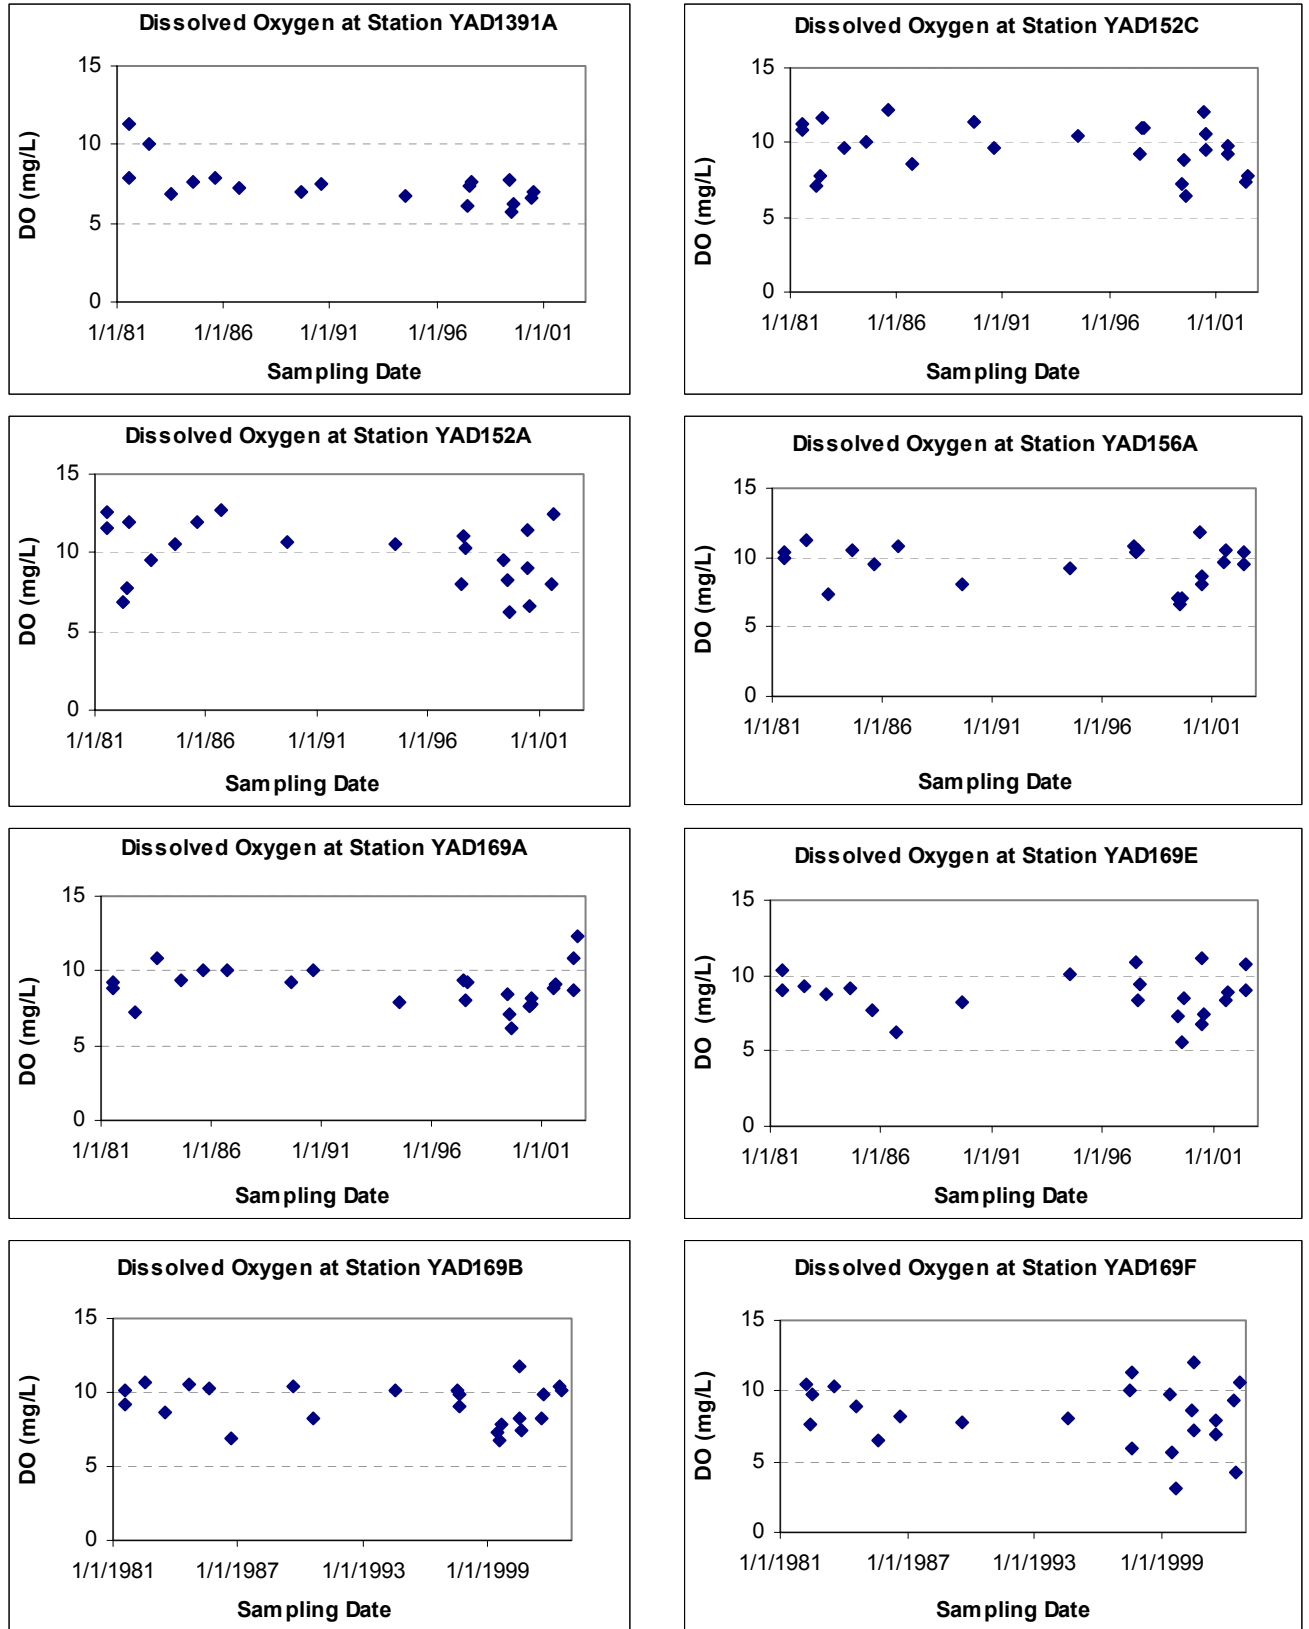 Dissolved Oxygen at Station YAD1391A
15
10
5
0
DO (mg/L)
1/1/81 1/1/86 1/1/91 1/1/96 1/1/01
Sampling Date
Dissolved Oxygen at Station YAD152C
15
10
5
0
DO (mg/L)
1/1/81 1/1/86 1/1/91 1/1/96 1/1/01
Sampling Date
Dissolved Oxygen at Station YAD152A
15
10
5
0
DO (mg/L)
1/1/81 1/1/86 1/1/91 1/1/96 1/1/01
Sampling Date
Dissolved Oxygen at Station YAD156A
15
10
5
0
DO (mg/L)
1/1/81 1/1/86 1/1/91 1/1/96 1/1/01
Sampling Date
Dissolved Oxygen at Station YAD169A
15
10
5
0
DO (mg/L)
1/1/81 1/1/86 1/1/91 1/1/96 1/1/01
Sampling Date
Dissolved Oxygen at Station YAD169E
15
10
5
0
DO (mg/L)
1/1/81 1/1/86 1/1/91 1/1/96 1/1/01
Sampling Date
Dissolved Oxygen at Station YAD169B
15
10
5
0
DO (mg/L)
1/1/1981 1/1/1987 1/1/1993 1/1/1999
Sampling Date
Dissolved Oxygen at Station YAD169F
15
10
5
0
DO (mg/L)
1/1/1981 1/1/1987 1/1/1993 1/1/1999
Sampling Date